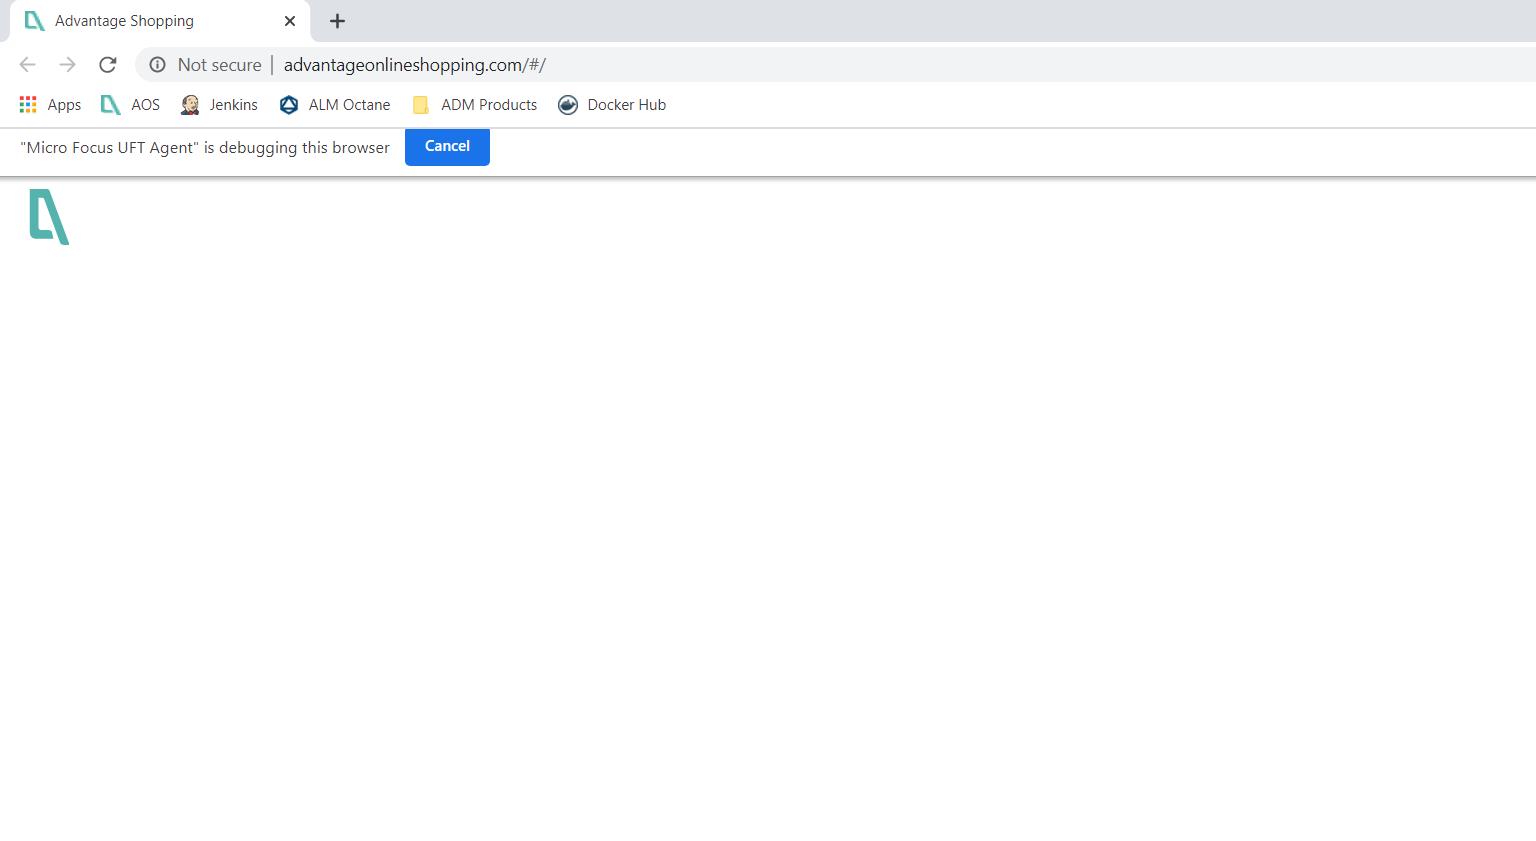 Advantage Shopping
Not secure | advantageonlineshopping.com/#/
Apps AOS Jenkins ALM Octane ADM Products Docker Hub
"Micro Focus UFT Agent" is debugging this browser Cancel